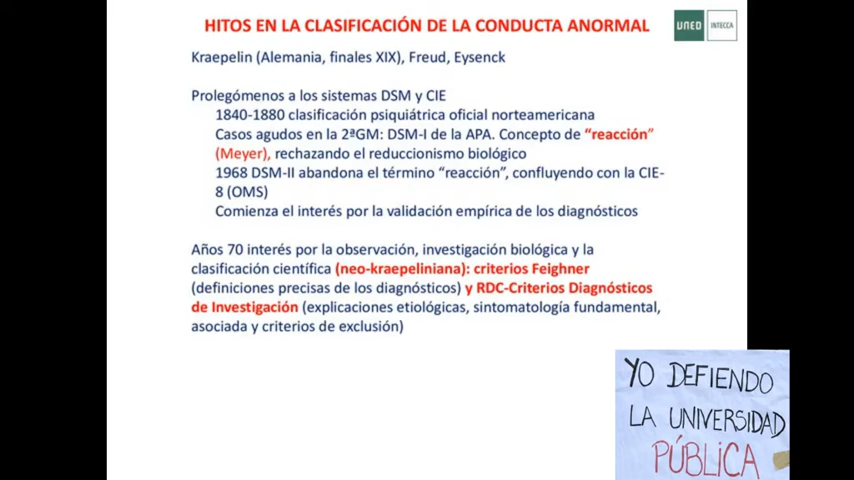 HITOS EN LA CLASIFICACIÓN DE LA CONDUCTA ANORMAL
UNED
INTECCA
Kraepelin (Alemania, finales XIX), Freud, Eysenck
Prolegómenos a los sistemas DSM y CIE
1840-1880 clasificación psiquiátrica oficial norteamericana
Casos agudos en la 2ªGM: DSM-I de la APA. Concepto de “reacción”
(Meyer), rechazando el reduccionismo biológico
1968 DSM-II abandona el término “reacción”, confluyendo con la CIE-
8 (OMS)
Comienza el interés por la validación empírica de los diagnósticos
Años 70 interés por la observación, investigación biológica y la
clasificación científica (neo-kraepeliniana): criterios Feighner
(definiciones precisas de los diagnósticos) y RDC-Criterios Diagnósticos
de Investigación (explicaciones etiológicas, sintomatología fundamental,
asociada y criterios de exclusión)
YO DEFIENDO
LA UNIVERSIDAD
PÚBLICA